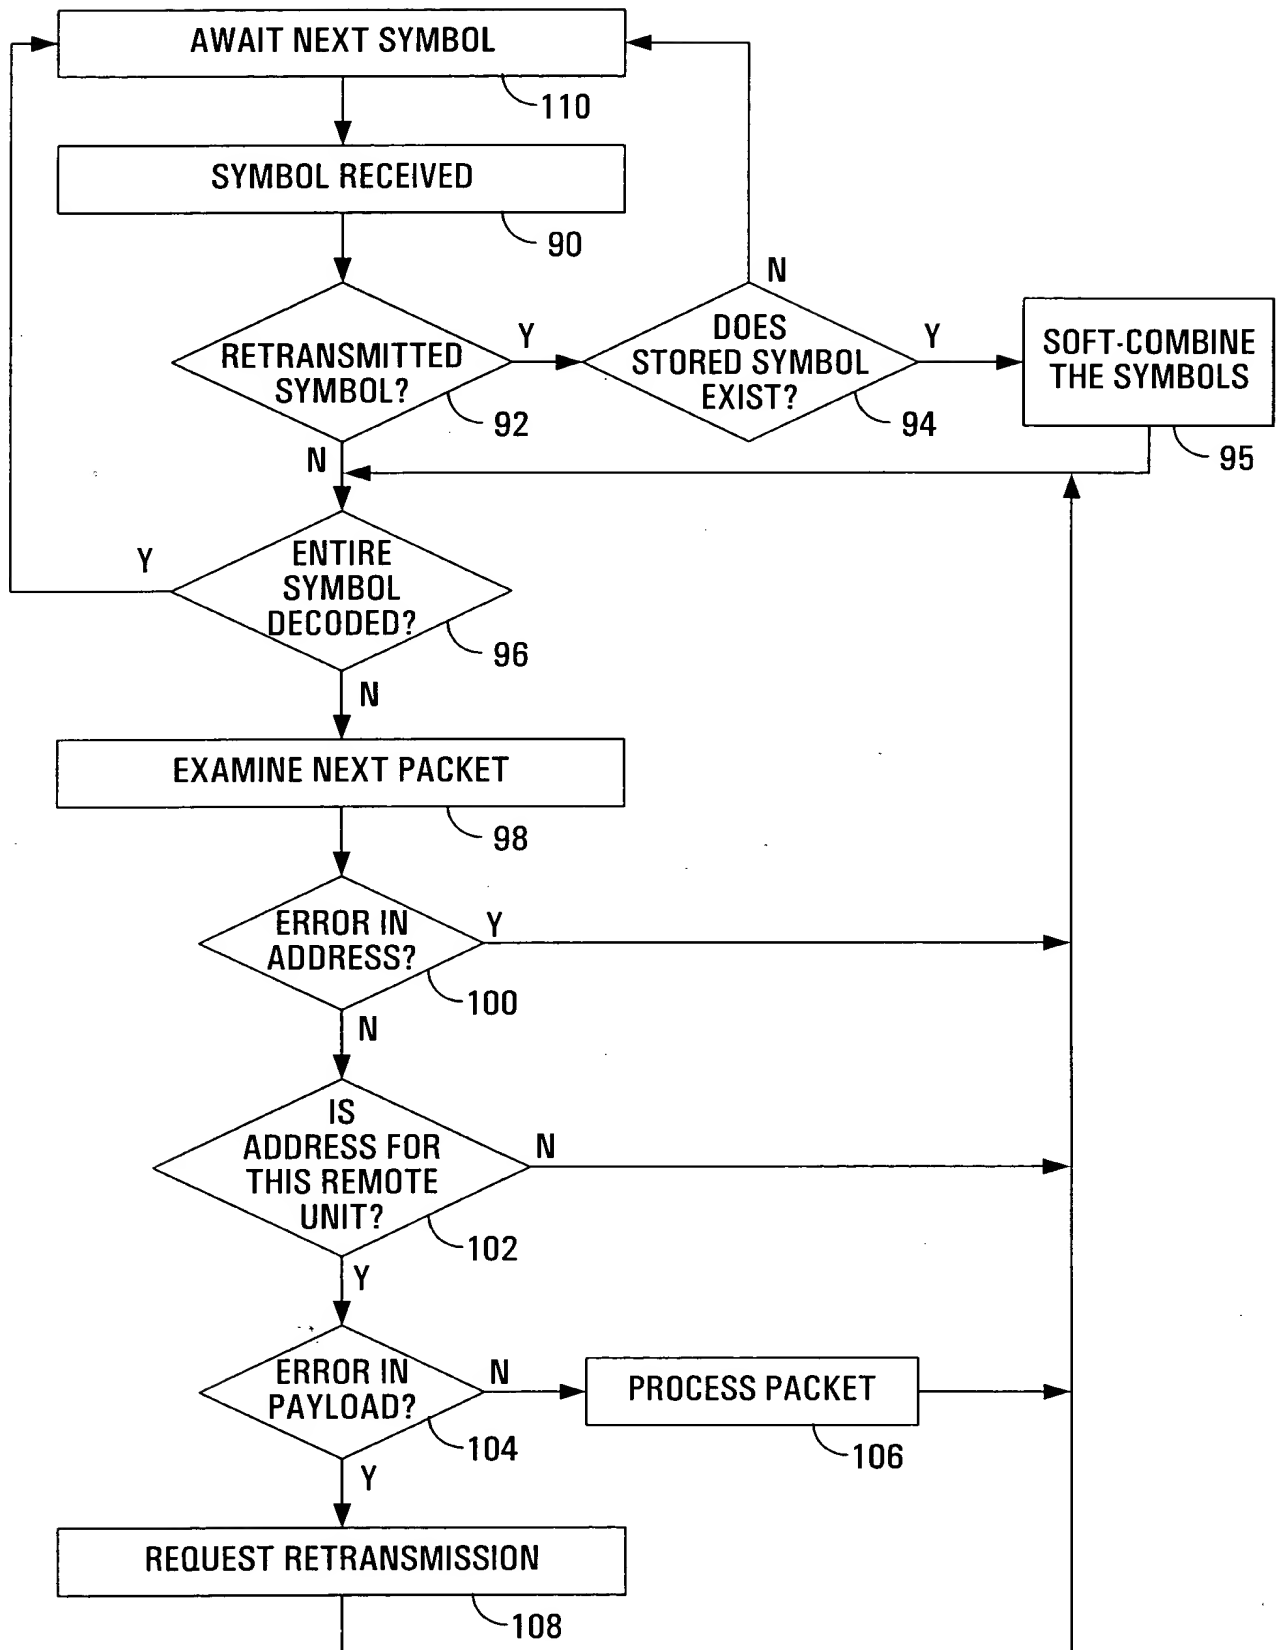 AWAIT NEXT SYMBOL
110
SYMBOL RECEIVED
90
RETRANSMITTED
SYMBOL?
92
Y
N
DOES
STORED SYMBOL
EXIST?
94
N
Y
SOFT-COMBINE
THE SYMBOLS
95
ENTIRE
SYMBOL
DECODED?
96
Y
N
EXAMINE NEXT PACKET
98
ERROR IN
ADDRESS?
100
Y
N
IS
ADDRESS FOR
THIS REMOTE
UNIT?
102
N
Y
ERROR IN
PAYLOAD?
104
N
PROCESS PACKET
106
Y
REQUEST RETRANSMISSION
108